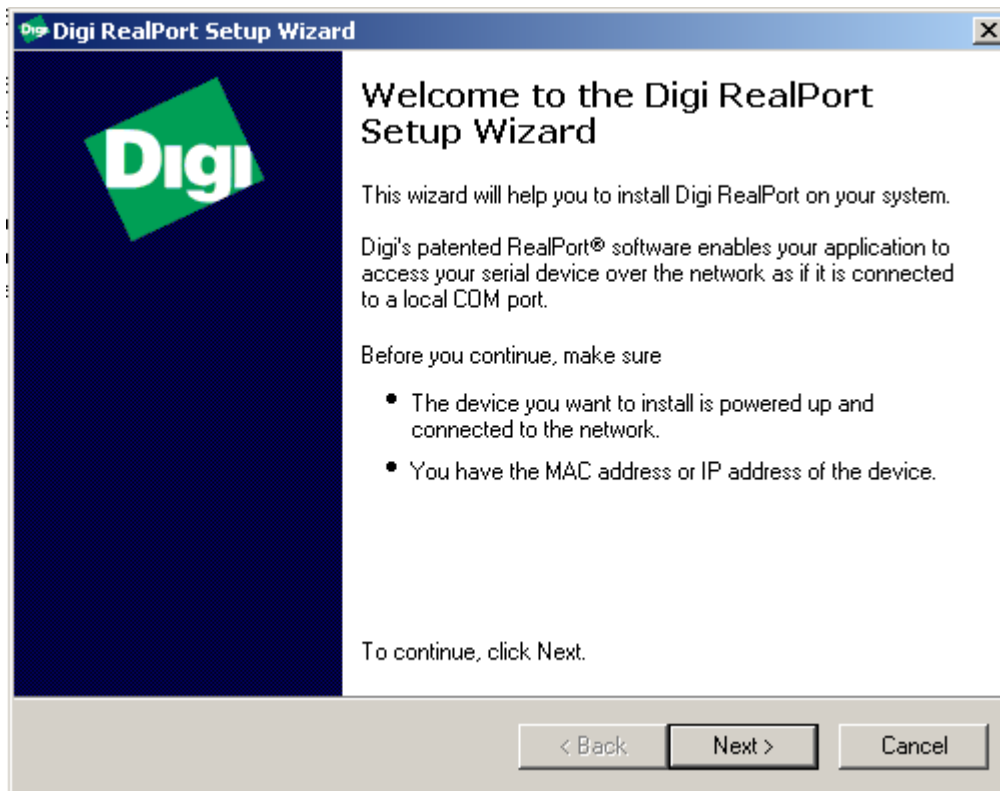 Digi RealPort Setup Wizard
Digi
Welcome to the Digi RealPort
Setup Wizard
This wizard will help you to install Digi RealPort on your system.
Digi's patented RealPort® software enables your application to
access your serial device over the network as if it is connected
to a local COM port.
Before you continue, make sure
• The device you want to install is powered up and
connected to the network.
• You have the MAC address or IP address of the device.
To continue, click Next.
< Back
Next >
Cancel